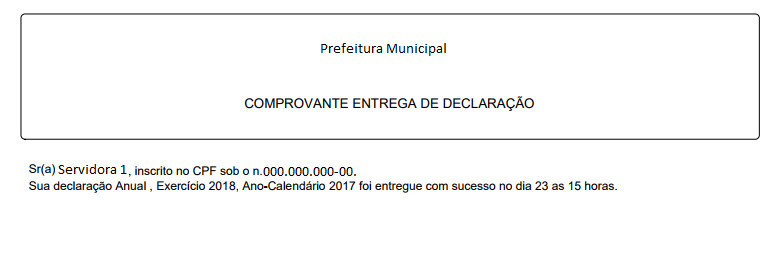 Prefeitura Municipal
COMPROVANTE ENTREGA DE DECLARAÇÃO
Sr(a) Servidora 1, inscrito no CPF sob o n.000.000.000-00.
Sua declaração Anual , Exercício 2018, Ano-Calendário 2017 foi entregue com sucesso no dia 23 as 15 horas.